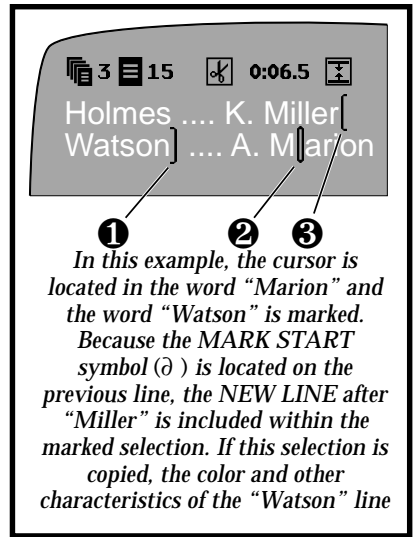 3 15 0:06.5
Holmes .... K. Miller[
Watson] .... A. Marion
❶ ❷ ❸
In this example, the cursor is
located in the word “Marion” and
the word “Watson” is marked.
Because the MARK START
symbol (∂ ) is located on the
previous line, the NEW LINE after
“Miller” is included within the
marked selection. If this selection is
copied, the color and other
characteristics of the “Watson” line